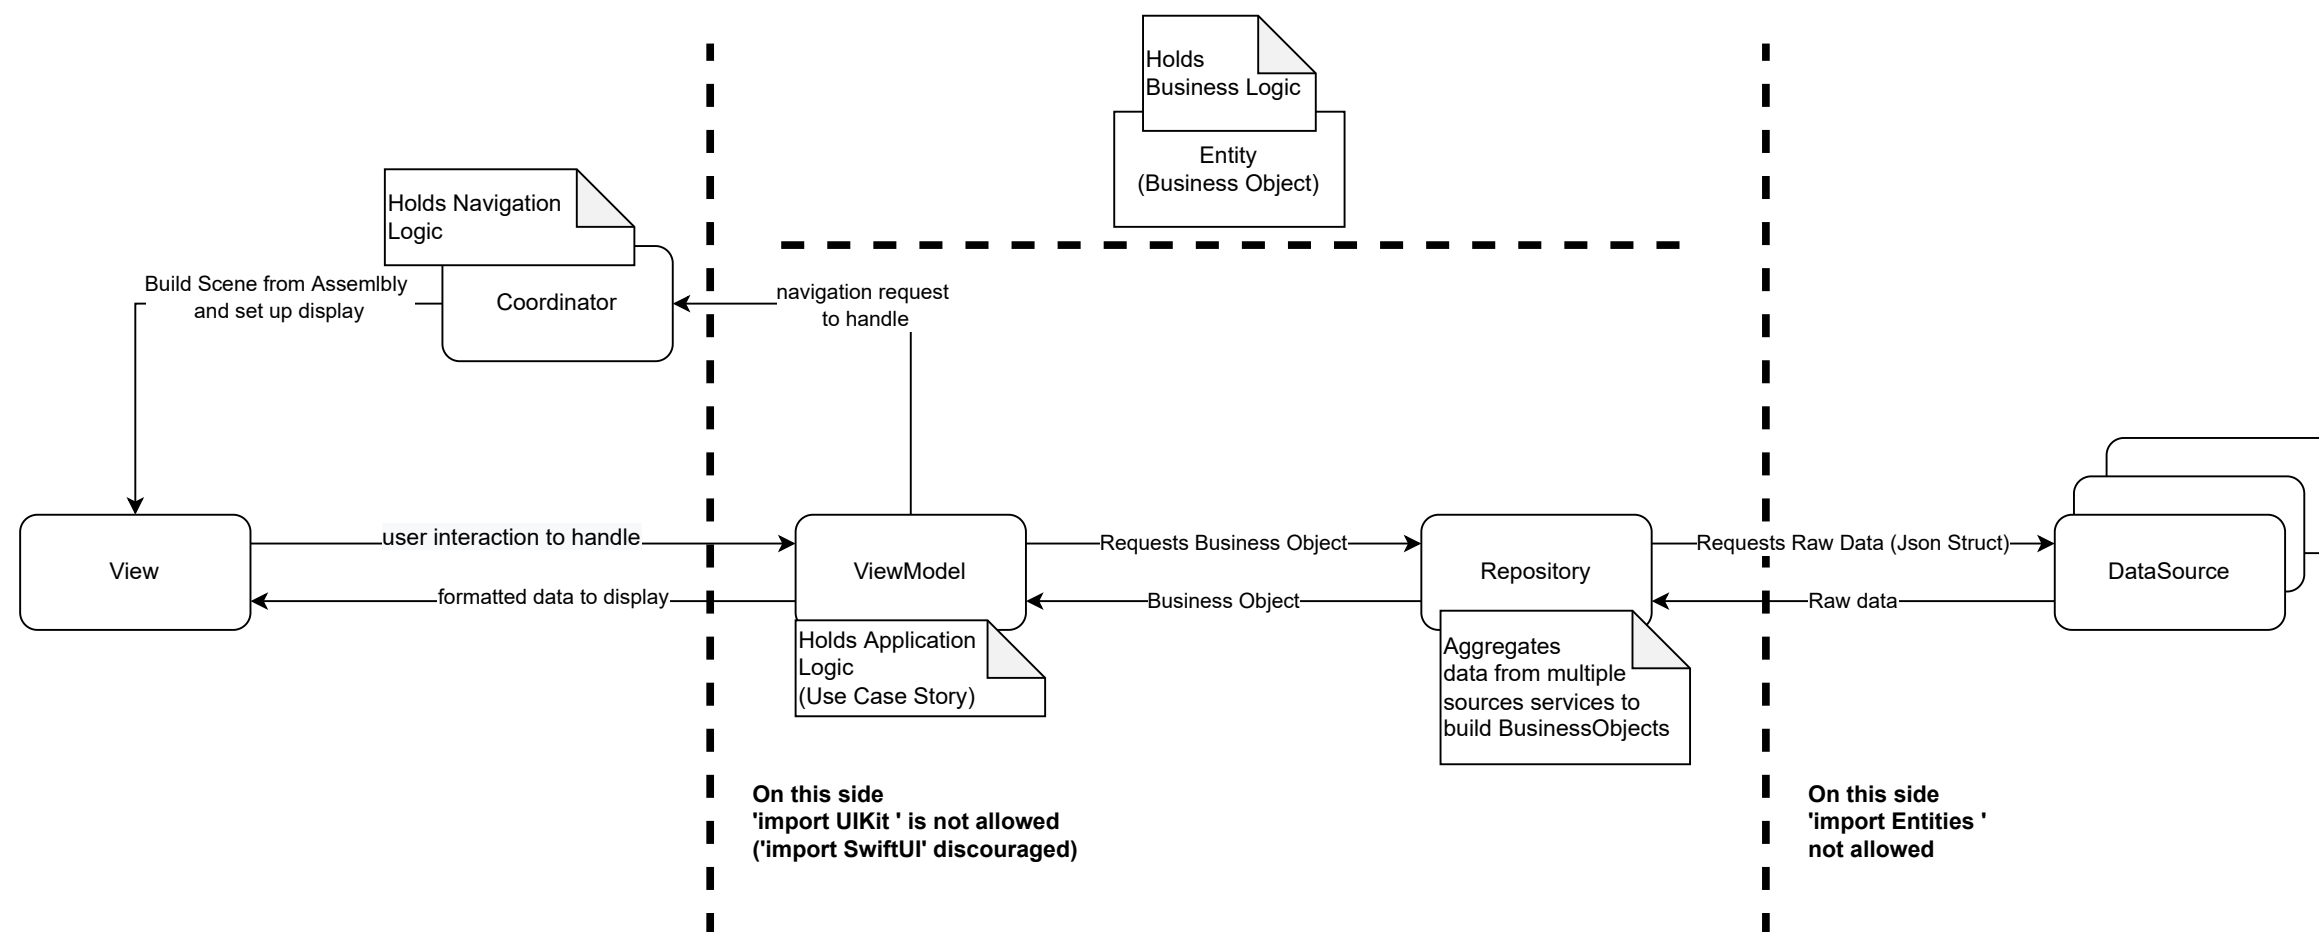 Holds
Business Logic
Entity
(Business Object)
Holds Navigation
Logic
Build Scene from Assemlbly
and set up display
Coordinator
navigation request
to handle
View
user interaction to handle
formatted data to display
ViewModel
Holds Application
Logic
(Use Case Story)
Requests Business Object
Business Object
Repository
Aggregates
data from multiple
sources services to
build BusinessObjects
Requests Raw Data (Json Struct)
Raw data
DataSource
On this side
'import UIKit ' is not allowed
('import SwiftUI' discouraged)
On this side
'import Entities '
not allowed